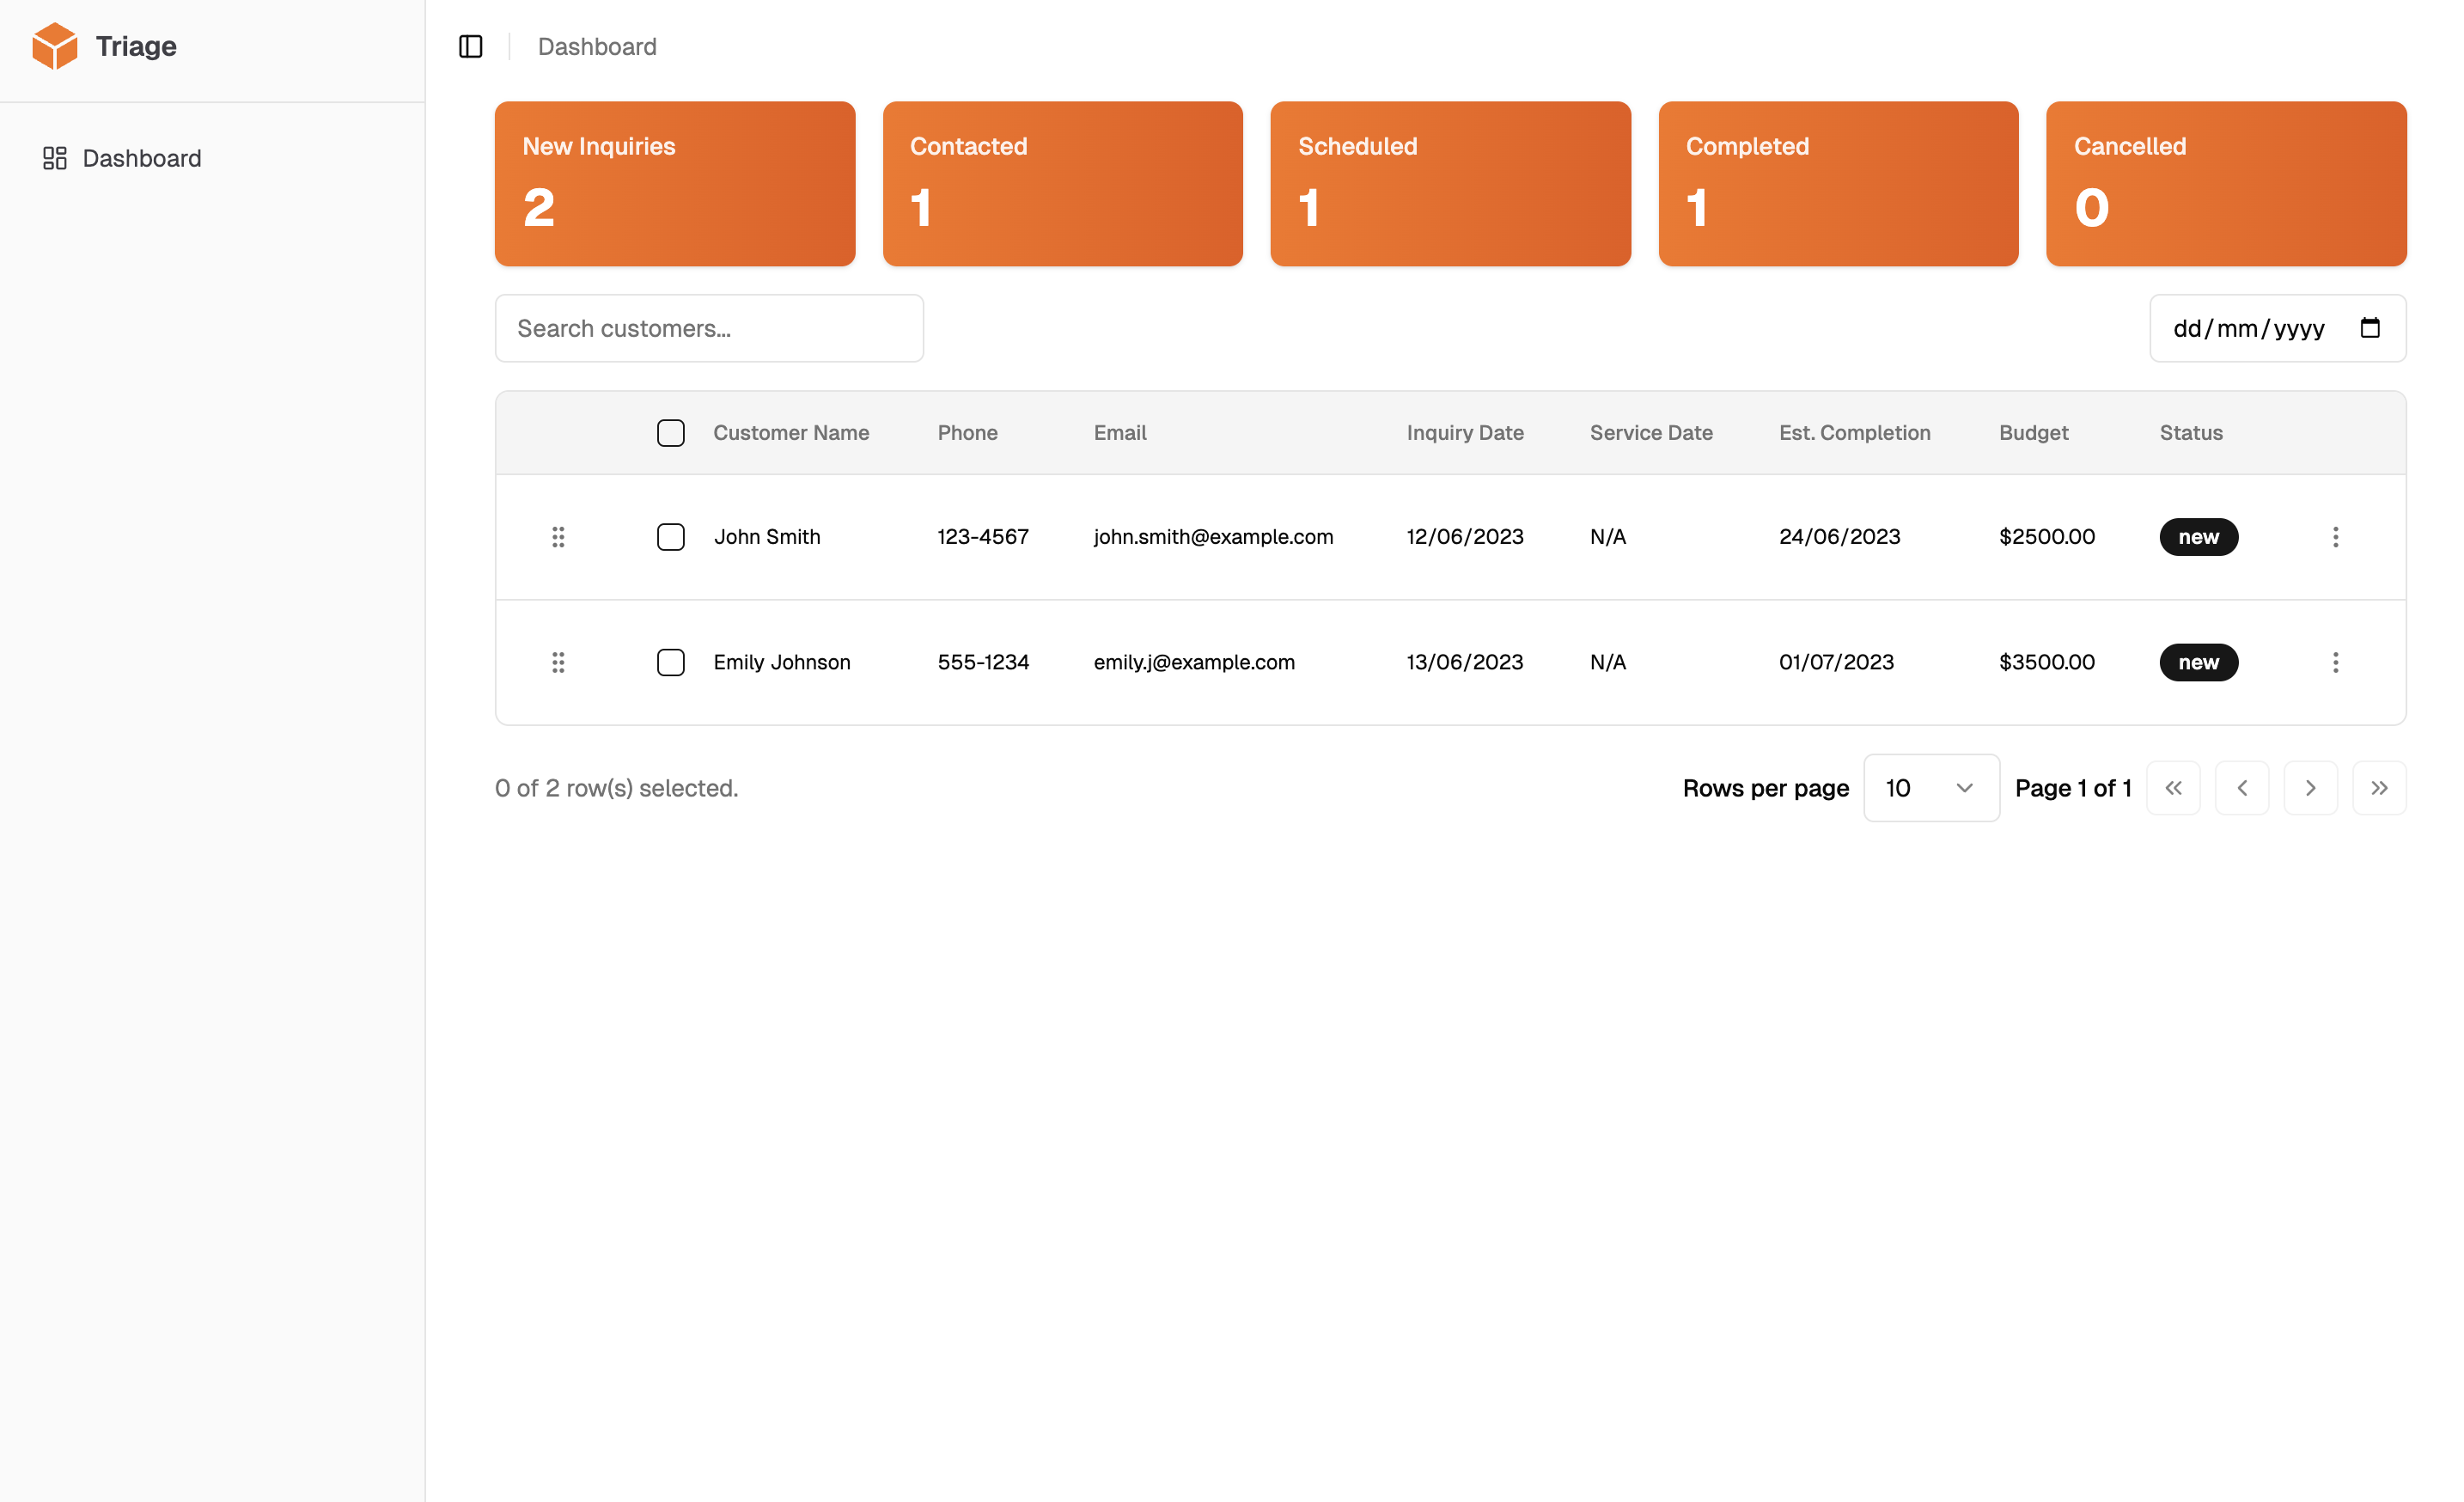 Triage
Dashboard
Dashboard
New Inquiries
2
Contacted
1
Scheduled
1
Completed
1
Cancelled
0
Search customers...
dd/mm/yyyy
Customer Name Phone Email Inquiry Date Service Date Est. Completion Budget Status
John Smith 123-4567 john.smith@example.com 12/06/2023 N/A 24/06/2023 $2500.00 new
Emily Johnson 555-1234 emily.j@example.com 13/06/2023 N/A 01/07/2023 $3500.00 new
0 of 2 row(s) selected.
Rows per page 10 Page 1 of 1